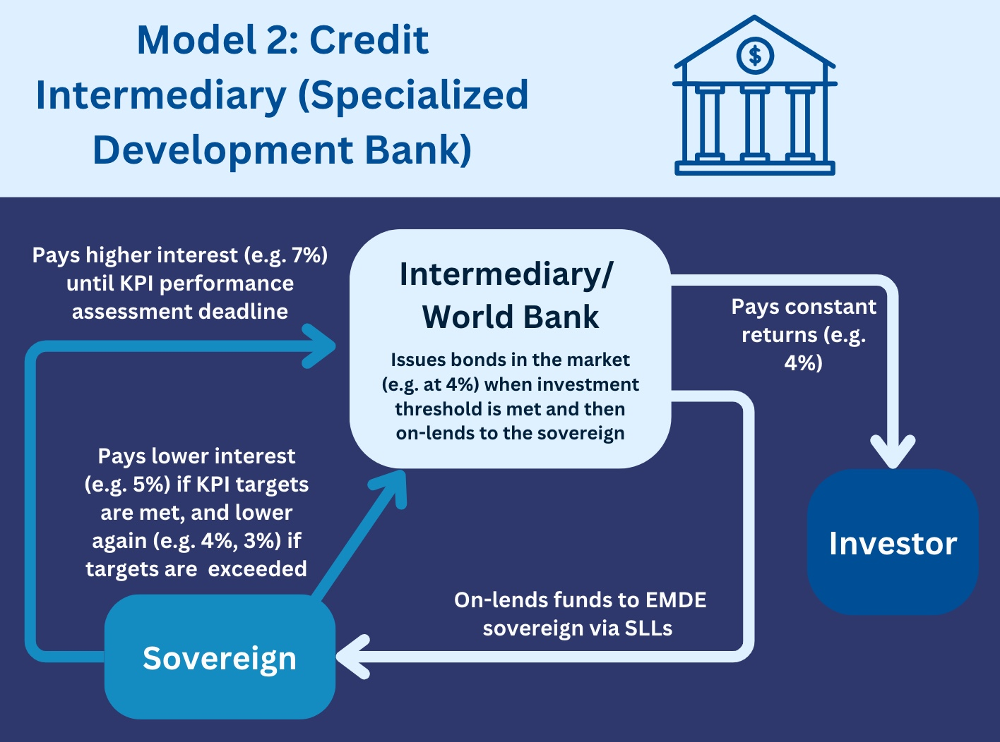 Model 2: Credit
Intermediary (Specialized
Development Bank)
$
Pays higher interest (e.g. 7%)
until KPI performance
assessment deadline
Intermediary/
World Bank
Issues bonds in the market
(e.g. at 4%) when investment
threshold is met and then
on-lends to the sovereign
Pays constant
returns (e.g.
4%)
Pays lower interest
(e.g. 5%) if KPI targets
are met, and lower
again (e.g. 4%, 3%) if
targets are  exceeded
Investor
On-lends funds to EMDE
sovereign via SLLs
Sovereign